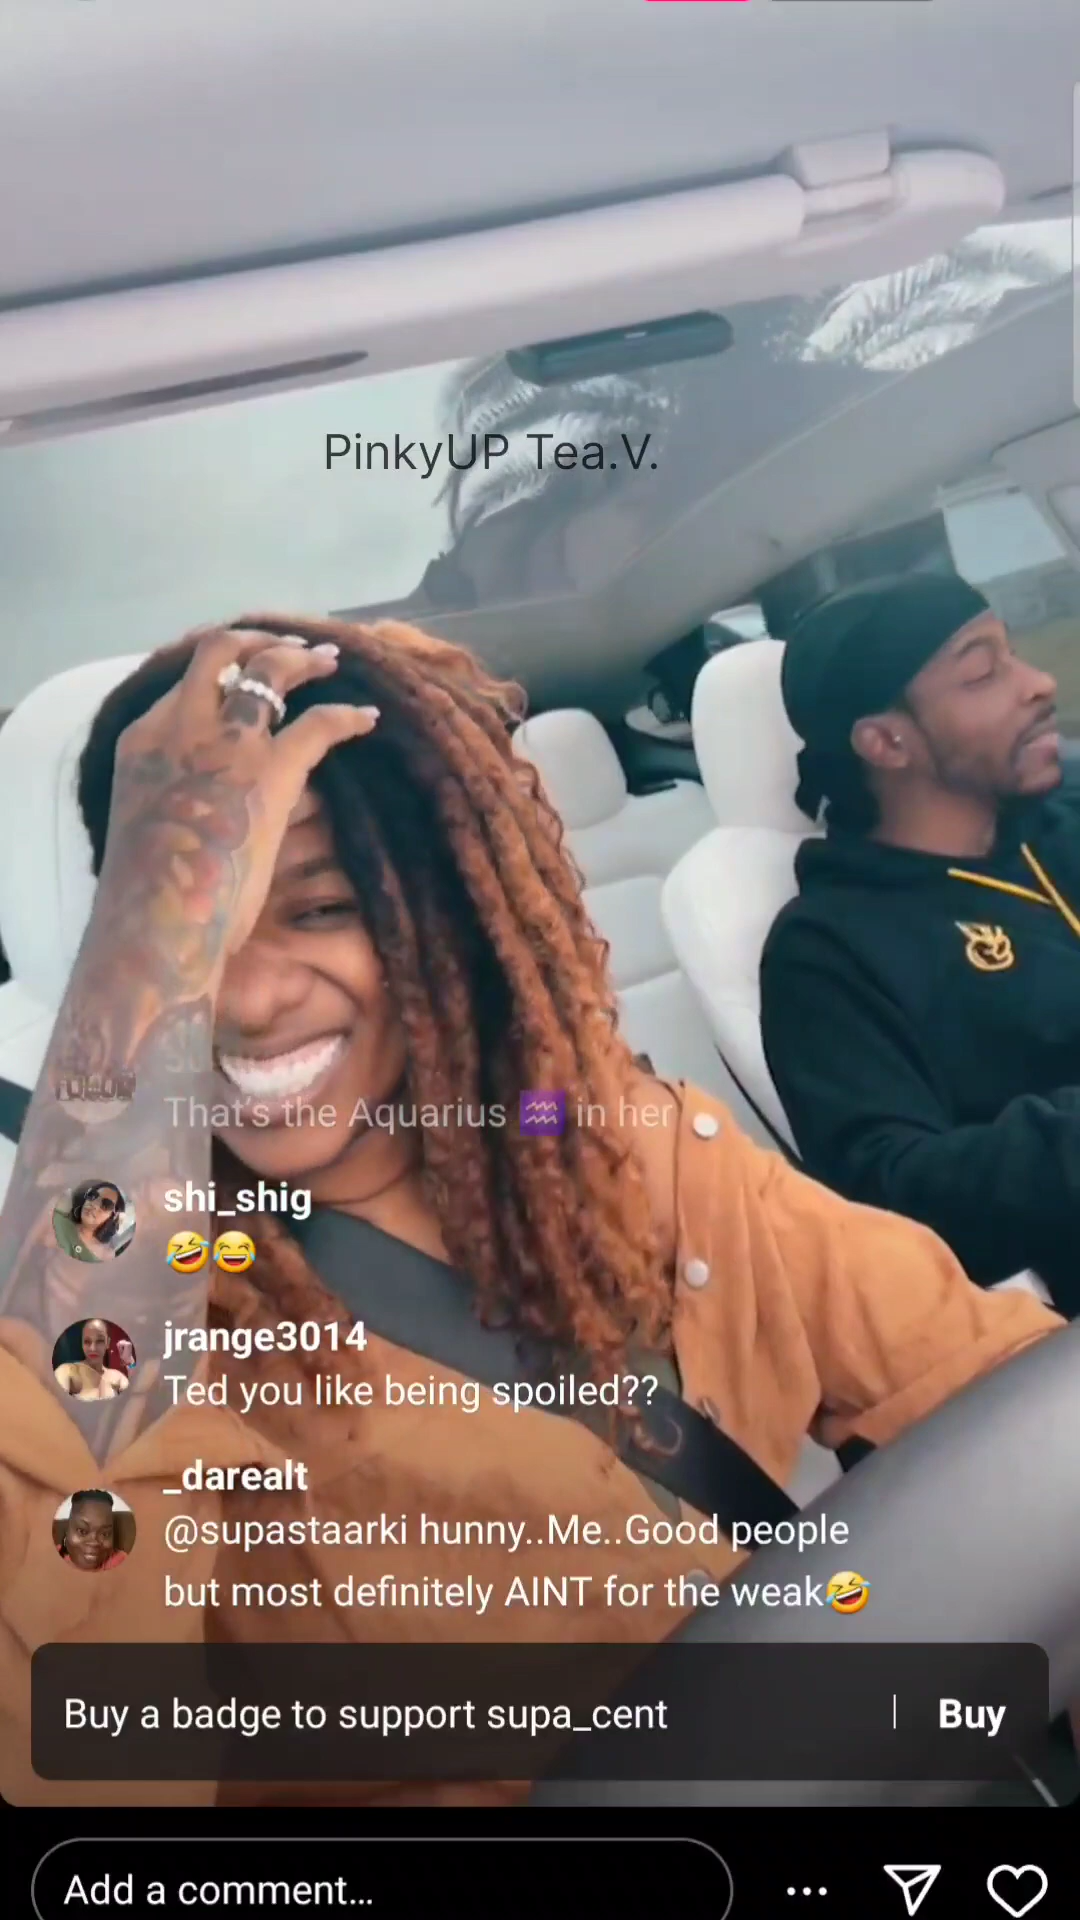 PinkyUP Tea.V.
That's the Aquarius ♒ in her
shi_shig
🤣😂
jrange3014
Ted you like being spoiled??
_darealt
@supastaarki hunny..Me..Good people
but most definitely AINT for the weak🤣
Buy a badge to support supa_cent | Buy
Add a comment...